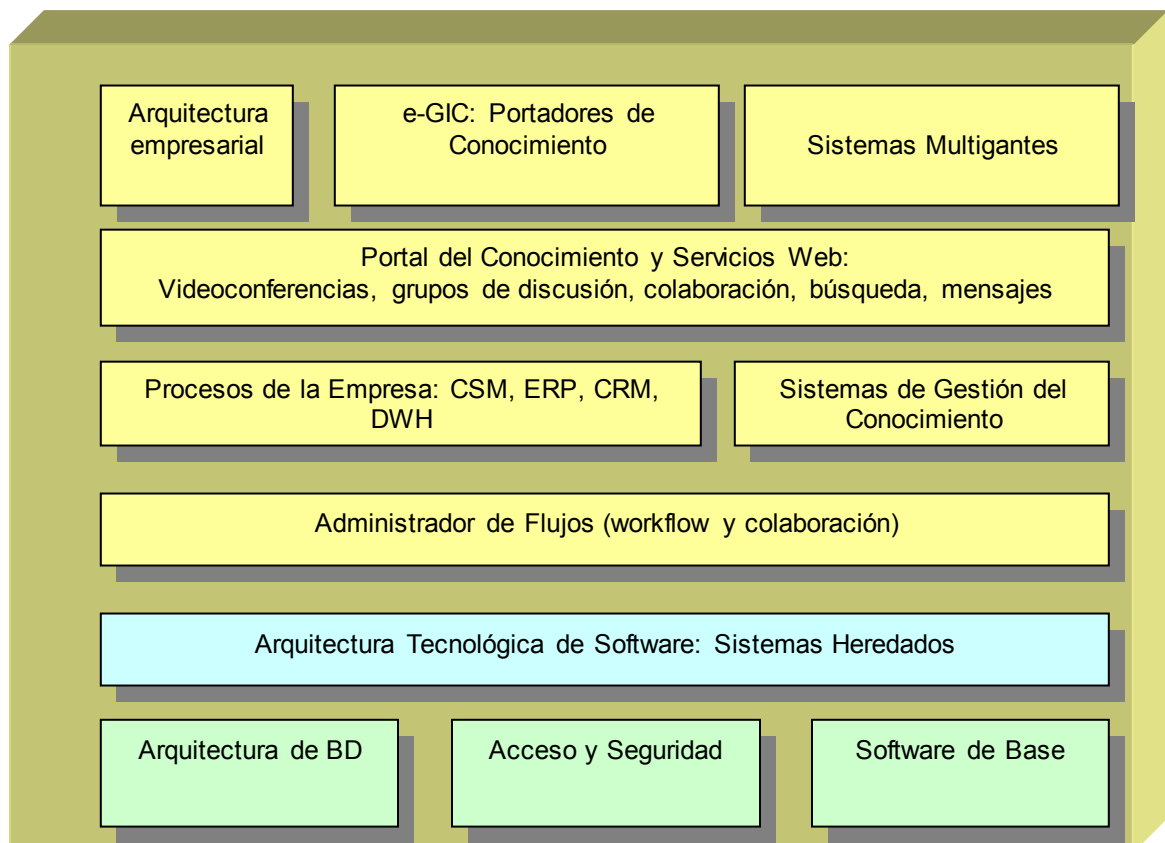 Arquitectura
empresarial
e-GIC: Portadores de
Conocimiento
Sistemas Multigantes
Portal del Conocimiento y Servicios Web:
Videoconferencias, grupos de discusión, colaboración, búsqueda, mensajes
Procesos de la Empresa: CSM, ERP, CRM,
DWH
Sistemas de Gestión del
Conocimiento
Administrador de Flujos (workflow y colaboración)
Arquitectura Tecnológica de Software: Sistemas Heredados
Arquitectura de BD
Acceso y Seguridad
Software de Base